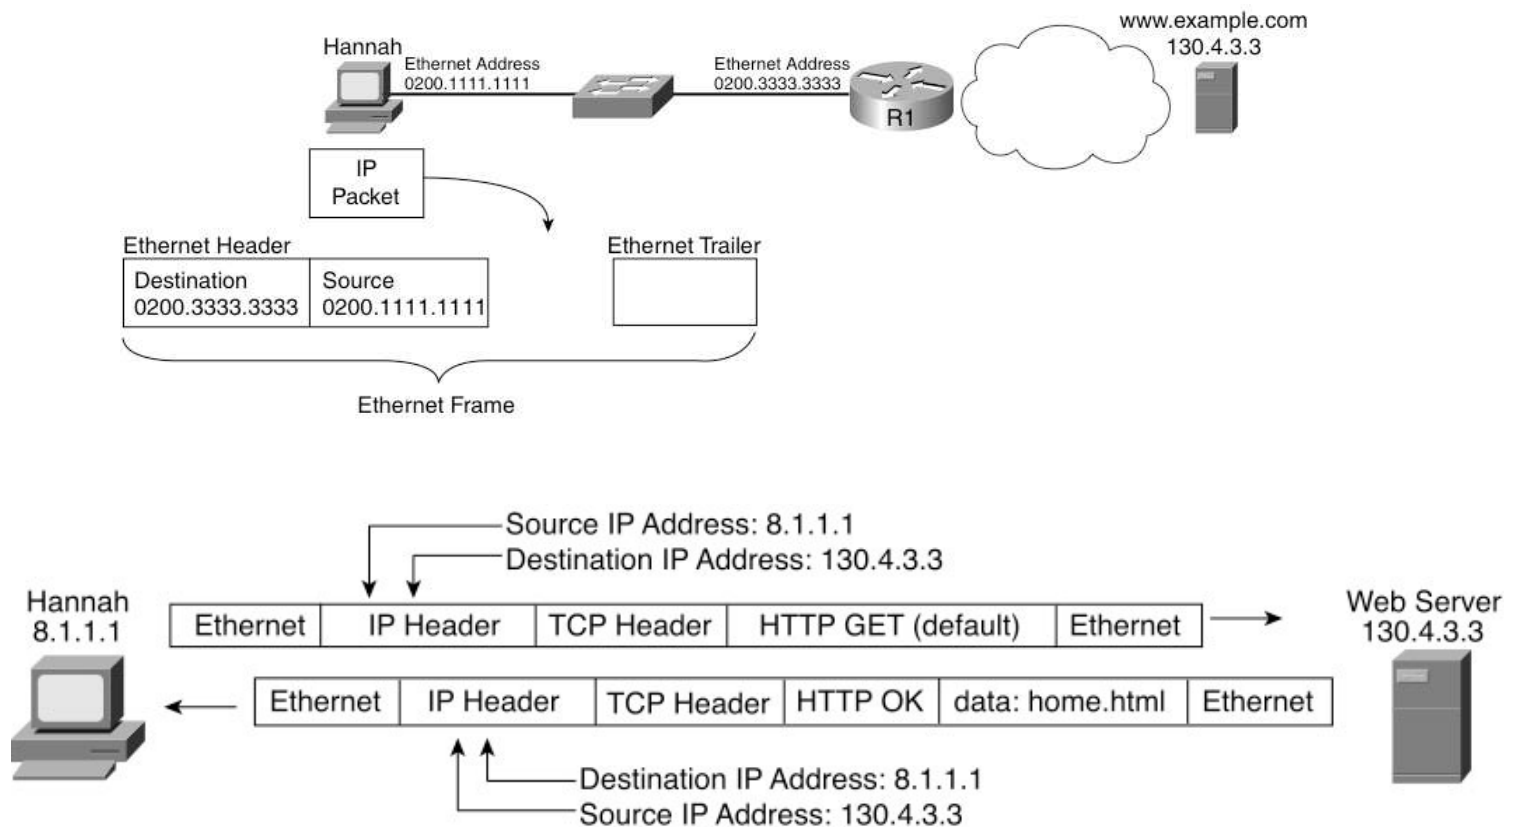 www.example.com
130.4.3.3
Hannah
Ethernet Address
0200.1111.1111
Ethernet Address
0200.3333.3333
R1
IP
Packet
Ethernet Header
Ethernet Trailer
Destination
0200.3333.3333
Source
0200.1111.1111
Ethernet Frame
Source IP Address: 8.1.1.1
Destination IP Address: 130.4.3.3
Hannah
8.1.1.1
Ethernet IP Header TCP Header HTTP GET (default) Ethernet
Web Server
130.4.3.3
Ethernet IP Header TCP Header HTTP OK data: home.html Ethernet
Destination IP Address: 8.1.1.1
Source IP Address: 130.4.3.3